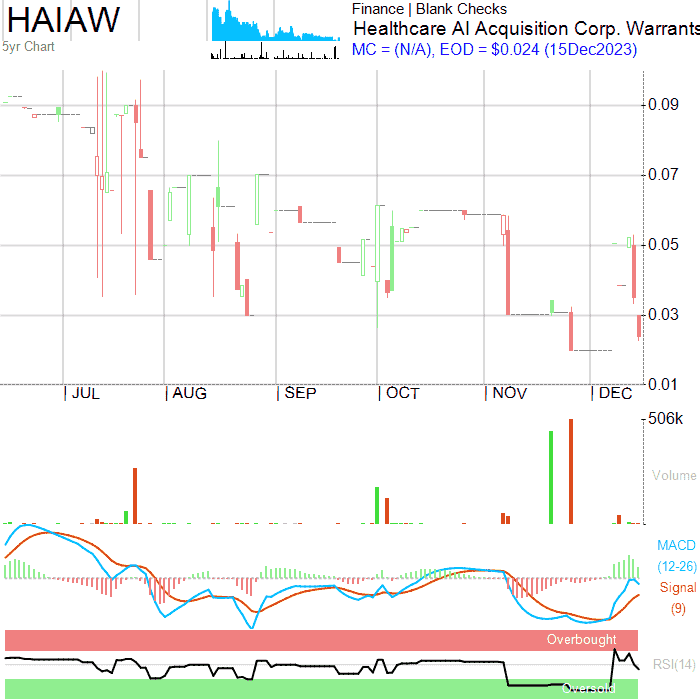 HAIAW
5yr Chart
Finance | Blank Checks
Healthcare AI Acquisition Corp. Warrants
MC = (N/A), EOD = $0.024 (15Dec2023)
0.09
0.07
0.05
0.03
0.01
JUL
AUG
SEP
OCT
NOV
DEC
506k
Volume
MACD
(12-26)
Signal
(9)
Overbought
RSI(14)
Oversold